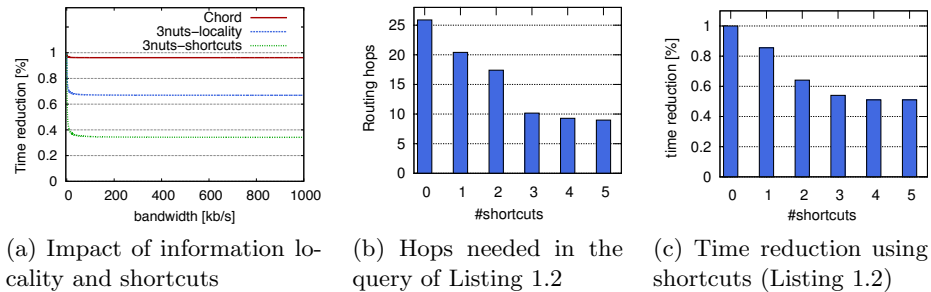 Chord
3nuts-locality
3nuts-shortcuts
Time reduction [%]
1
0.8
0.6
0.4
0.2
0
0 200 400 600 800 1000
bandwidth [kb/s]
(a) Impact of information lo-
cality and shortcuts
Routing hops
25
20
15
10
5
0
0 1 2 3 4 5
#shortcuts
(b) Hops needed in the
query of Listing 1.2
time reduction [%]
1
0.8
0.6
0.4
0.2
0
0 1 2 3 4 5
#shortcuts
(c) Time reduction using
shortcuts (Listing 1.2)